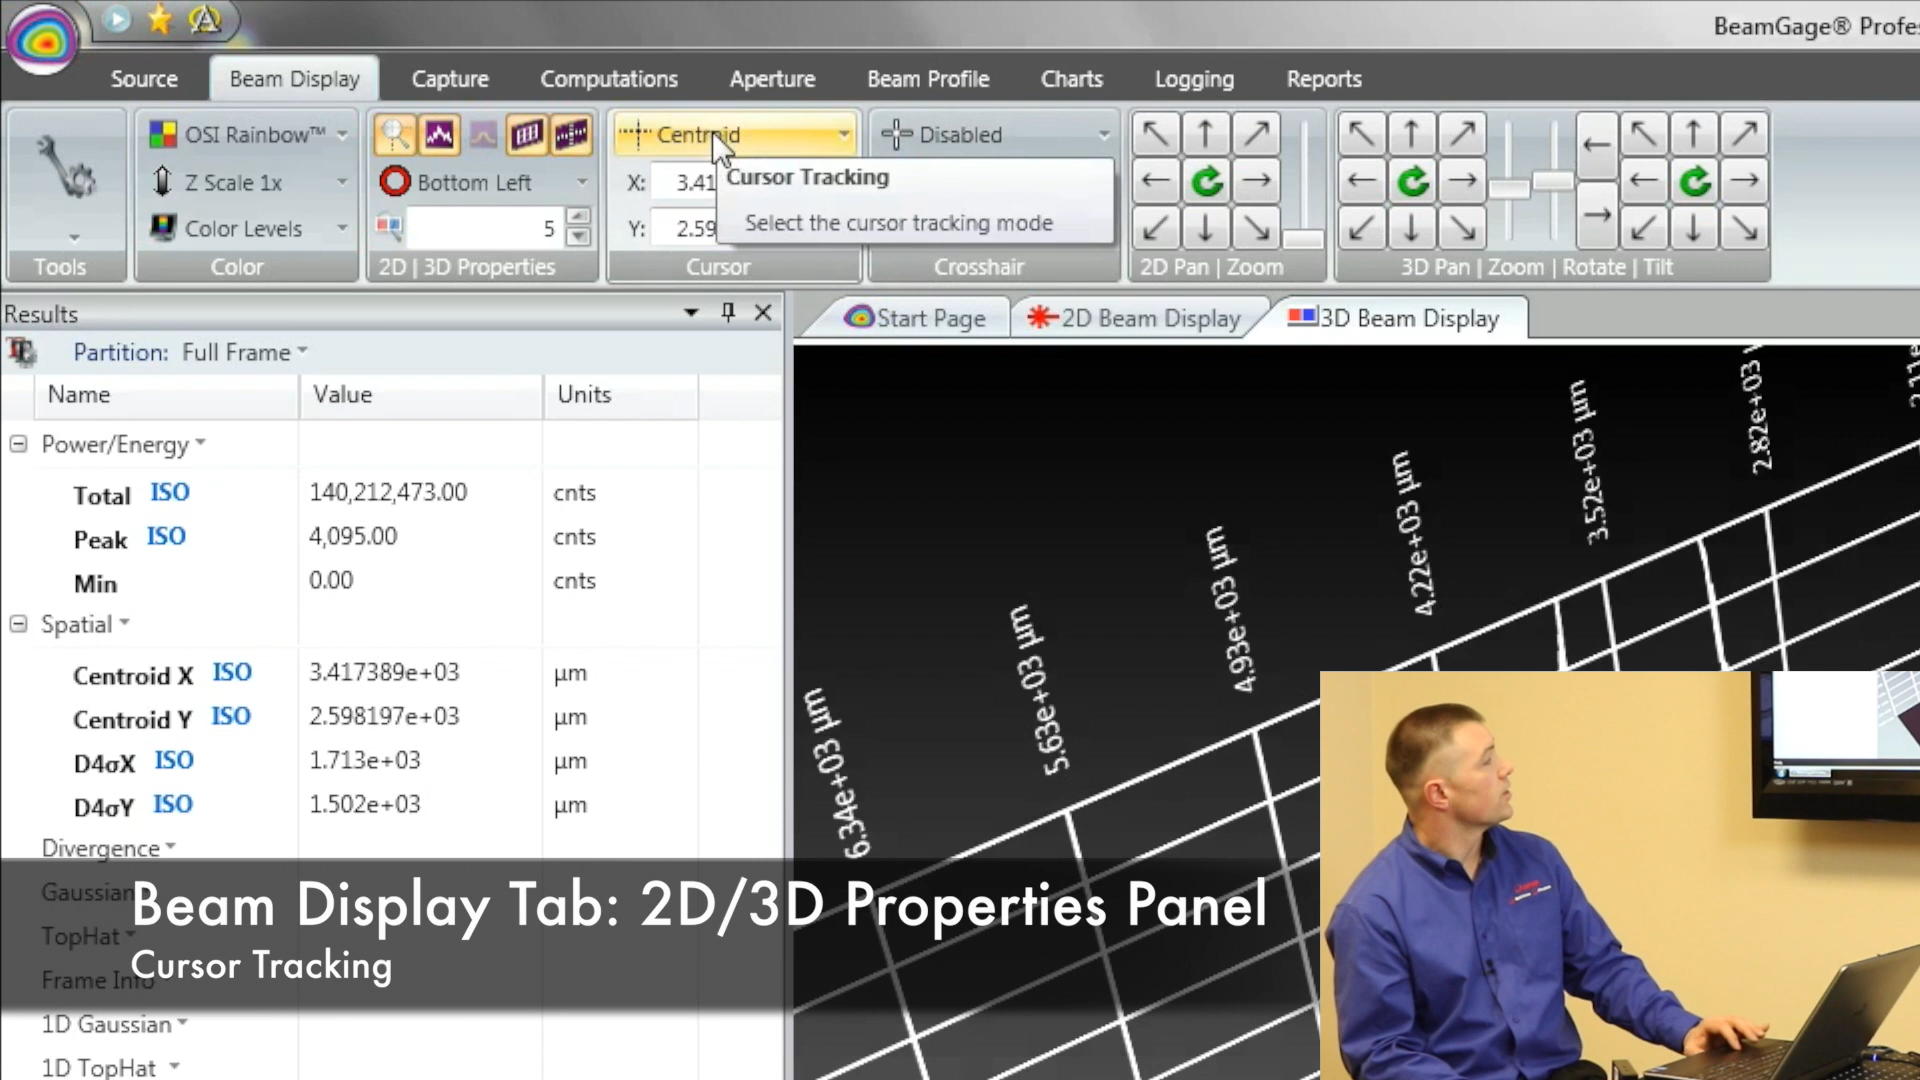 BeamGage® Profes
Source Beam Display Capture Computations Aperture Beam Profile Charts Logging Reports
OSI Rainbow™ Centroid Disabled
Z Scale 1x Bottom Left X: 3.41 Cursor Tracking
Color Levels 5 Y: 2.59 Select the cursor tracking mode
Tools Color 2D | 3D Properties Cursor Crosshair 2D Pan | Zoom 3D Pan | Zoom | Rotate | Tilt
Results
Start Page 2D Beam Display 3D Beam Display
Partition: Full Frame
Name Value Units
Power/Energy
Total ISO 140,212,473.00 cnts
Peak ISO 4,095.00 cnts
Min 0.00 cnts
Spatial
Centroid X ISO 3.417389e+03 µm
Centroid Y ISO 2.598197e+03 µm
D4σX ISO 1.713e+03 µm
D4σY ISO 1.502e+03 µm
Divergence
Gaussian
TopHat
Frame Info
1D Gaussian
1D TopHat
6.34e+03 µm
5.63e+03 µm
4.93e+03 µm
4.22e+03 µm
3.52e+03 µm
2.82e+03
Beam Display Tab: 2D/3D Properties Panel
Cursor Tracking